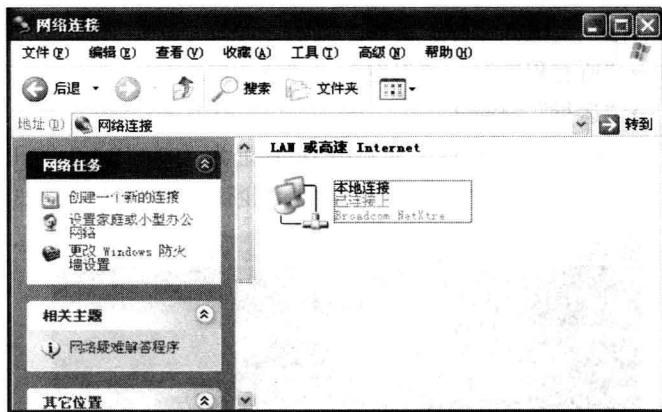 网络连接
文件(F) 编辑(E) 查看(V) 收藏(A) 工具(T) 高级(N) 帮助(H)
后退 搜索 文件夹
地址(D) 网络连接 转到
网络任务
创建一个新的连接
设置家庭或小型办公
网络
更改 Windows 防火
墙设置
相关主题
网络疑难解答程序
其它位置
LAN 或高速 Internet
本地连接
已连接上
Broadcom NetXtre